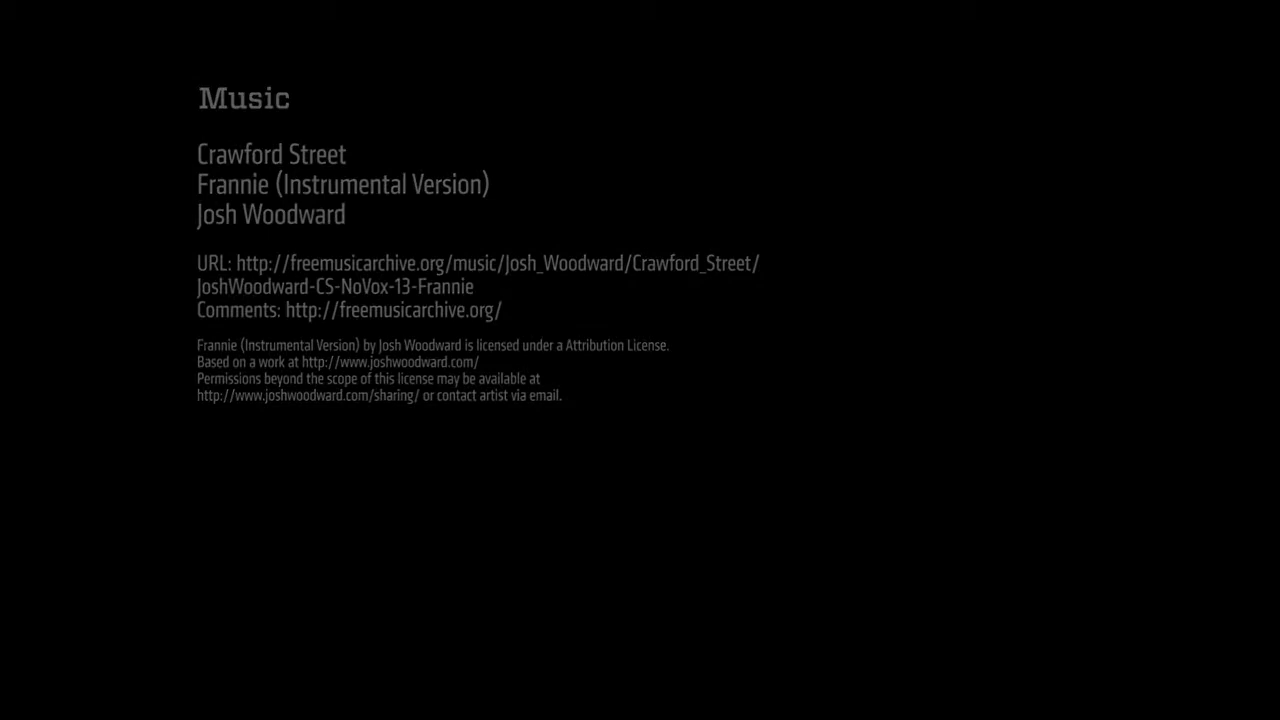 Music
Crawford Street
Frannie (Instrumental Version)
Josh Woodward
URL: http://freemusicarchive.org/music/Josh_Woodward/Crawford_Street/
JoshWoodward-CS-NoVox-13-Frannie
Comments: http://freemusicarchive.org/
Frannie (Instrumental Version) by Josh Woodward is licensed under a Attribution License.
Based on a work at http://www.joshwoodward.com/
Permissions beyond the scope of this license may be available at
http://www.joshwoodward.com/sharing/ or contact artist via email.